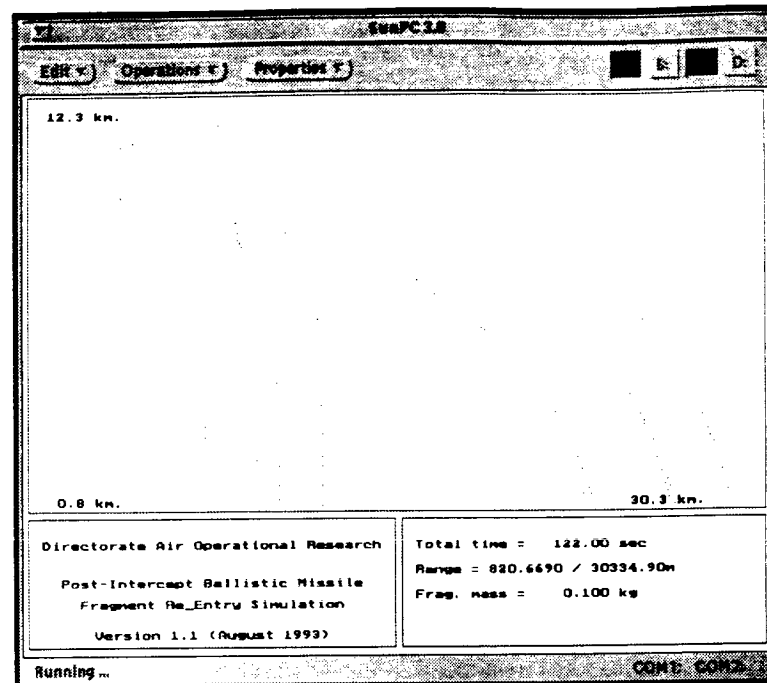 SunPC 3.0
Edit Operations Properties B: D:
12.3 km.
0.8 km. 30.3 km.
Directorate Air Operational Research
Post-Intercept Ballistic Missile
Fragment Re_Entry Simulation
Version 1.1 (August 1993)
Total time = 122.00 sec
Range = 820.6690 / 30334.90m
Frag. mass = 0.100 kg
Running ... COM1: COM2: